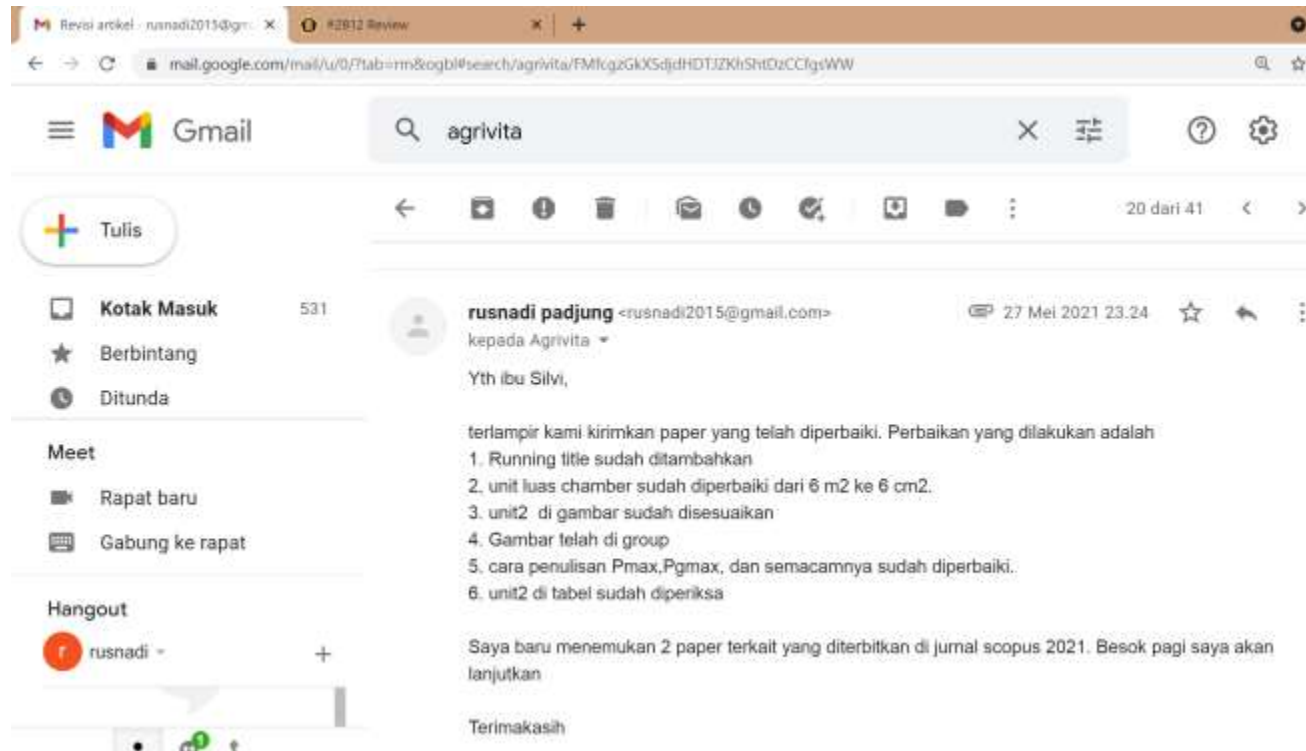 Revisi artikel - rusnadi2015@gm
#2812 Review
mail.google.com/mail/u/0/?tab=rm&ogbl#search/agrivita/
Gmail
agrivita
Tulis
20 dari 41
Kotak Masuk 531
Berbintang
Ditunda
Meet
Rapat baru
Gabung ke rapat
Hangout
r rusnadi
1
rusnadi padjung <rusnadi2015@gmail.com> 27 Mei 2021 23.24
kepada Agrivita
Yth ibu Silvi,
terlampir kami kirimkan paper yang telah diperbaiki. Perbaikan yang dilakukan adalah
1. Running title sudah ditambahkan
2. unit luas chamber sudah diperbaiki dari 6 m2 ke 6 cm2.
3. unit2 di gambar sudah disesuaikan
4. Gambar telah di group
5. cara penulisan Pmax,Pgmax, dan semacamnya sudah diperbaiki.
6. unit2 di tabel sudah diperiksa
Saya baru menemukan 2 paper terkait yang diterbitkan di jurnal scopus 2021. Besok pagi saya akan
lanjutkan
Terimakasih